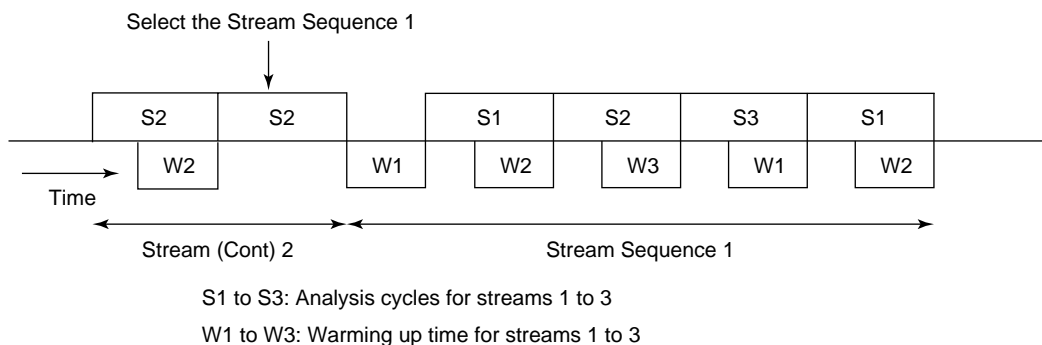 Select the Stream Sequence 1
S2 S2 S1 S2 S3 S1
W2 W1 W2 W3 W1 W2
Time
Stream (Cont) 2 Stream Sequence 1
S1 to S3: Analysis cycles for streams 1 to 3
W1 to W3: Warming up time for streams 1 to 3